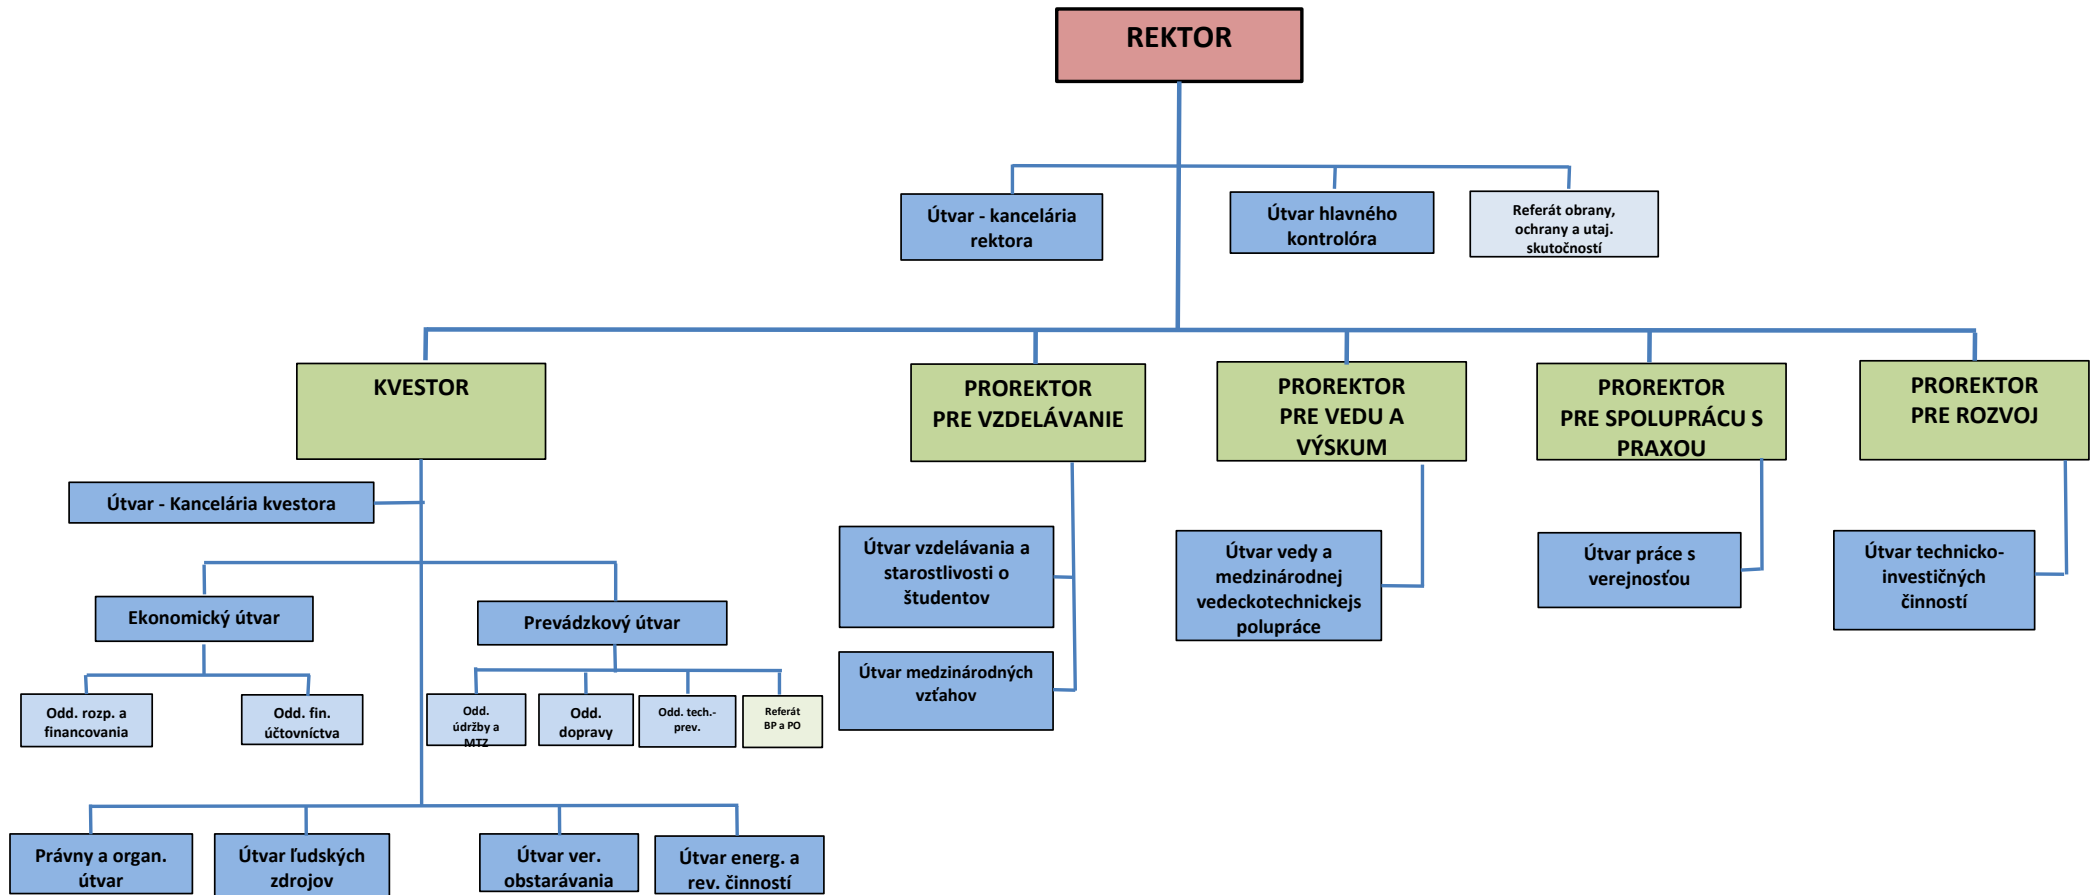 REKTOR
Útvar - kancelária
rektora
Útvar hlavného
kontrolóra
Referát obrany,
ochrany a utaj.
skutočností
KVESTOR
PROREKTOR
PRE VZDELÁVANIE
PROREKTOR
PRE VEDU A
VÝSKUM
PROREKTOR
PRE SPOLUPRÁCU S
PRAXOU
PROREKTOR
PRE ROZVOJ
Útvar - Kancelária kvestora
Útvar vzdelávania a
starostlivosti o
študentov
Útvar vedy a
medzinárodnej
vedeckotechnickejs
polupráce
Útvar práce s
verejnosťou
Útvar technicko-
investičných
činností
Ekonomický útvar
Prevádzkový útvar
Útvar medzinárodných
vzťahov
Odd. rozp. a
financovania
Odd. fin.
účtovníctva
Odd.
údržby a
MTZ
Odd.
dopravy
Odd. tech.-
prev.
Referát
BP a PO
Právny a organ.
útvar
Útvar ľudských
zdrojov
Útvar ver.
obstarávania
Útvar energ. a
rev. činností